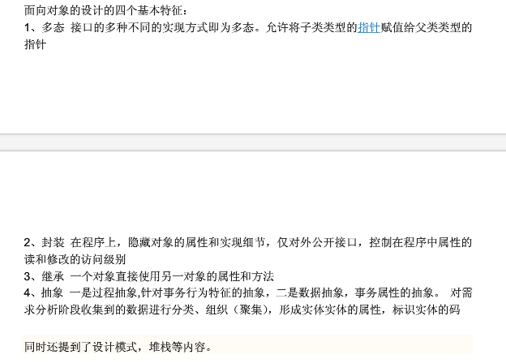 面向对象的设计的四个基本特征：
1、多态 接口的多种不同的实现方式即为多态。允许将子类类型的指针赋值给父类类型的
指针
2、封装 在程序上，隐藏对象的属性和实现细节，仅对外公开接口，控制在程序中属性的
读和修改的访问级别
3、继承 一个对象直接使用另一对象的属性和方法
4、抽象 一是过程抽象,针对事务行为特征的抽象，二是数据抽象，事务属性的抽象。 对需
求分析阶段收集到的数据进行分类、组织（聚集），形成实体实体的属性，标识实体的码
同时还提到了设计模式，堆栈等内容。